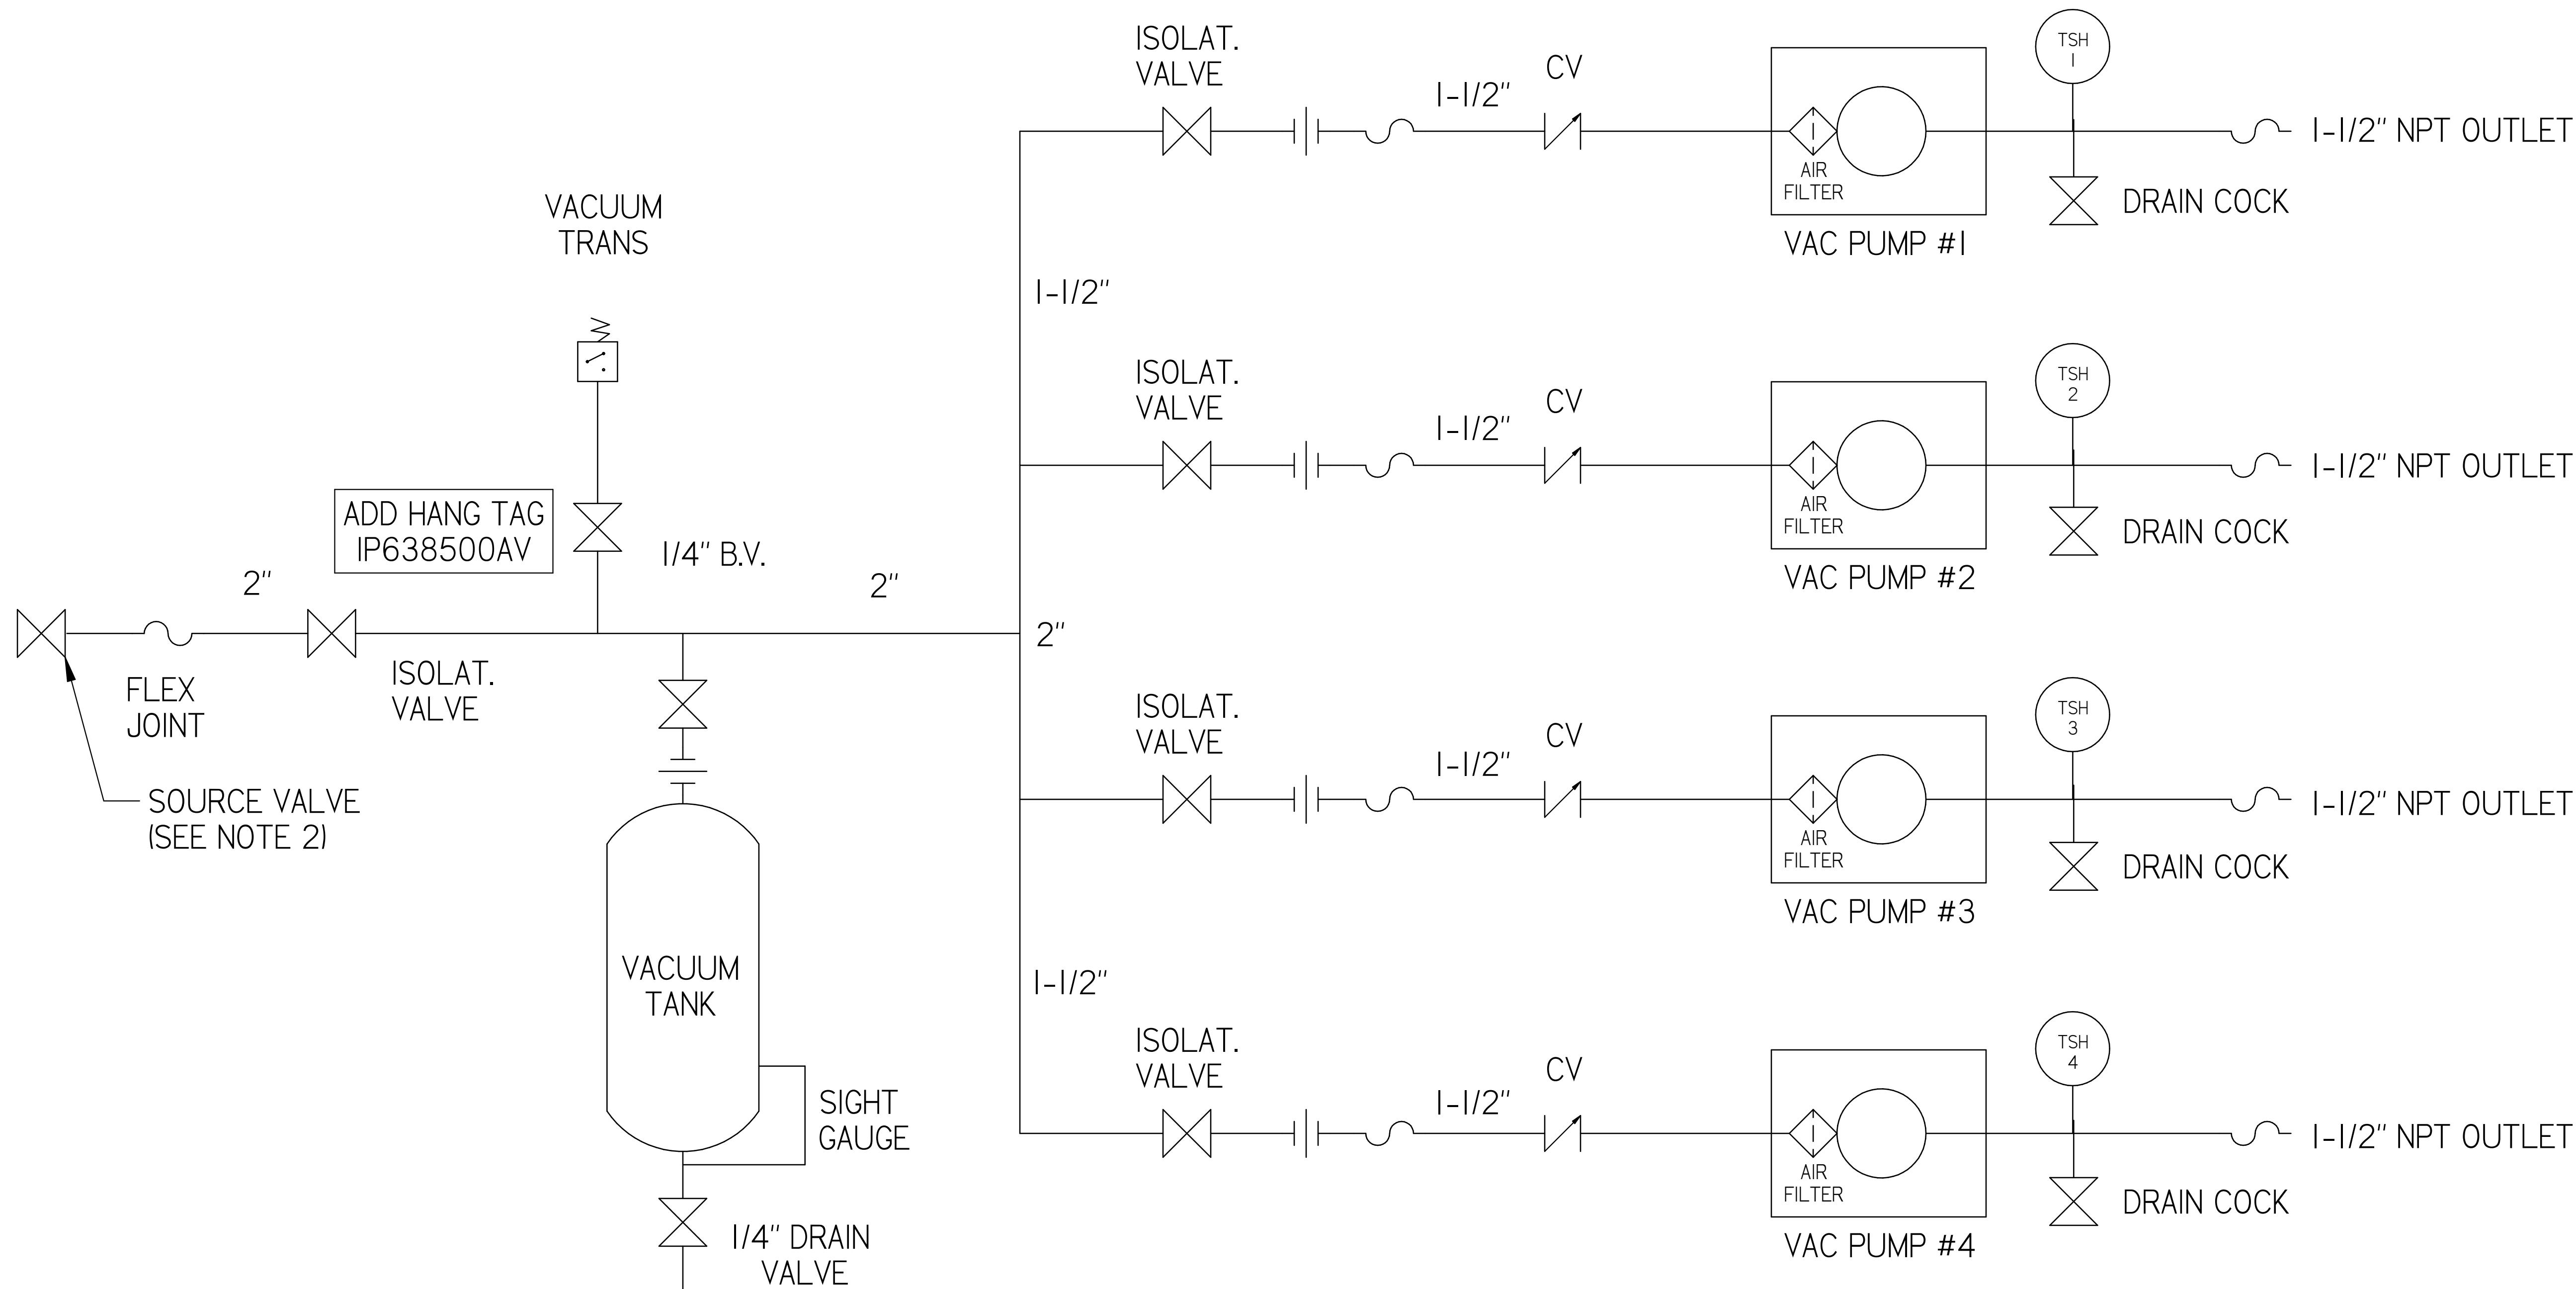 ISOLAT.
VALVE
1-1/2"
CV
TSH
1
AIR
FILTER
VAC PUMP #1
1-1/2" NPT OUTLET
DRAIN COCK
VACUUM
TRANS
1-1/2"
ISOLAT.
VALVE
1-1/2"
CV
TSH
2
AIR
FILTER
VAC PUMP #2
1-1/2" NPT OUTLET
DRAIN COCK
ADD HANG TAG
IP638500AV
1/4" B.V.
2"
2"
2"
ISOLAT.
VALVE
FLEX
JOINT
SOURCE VALVE
(SEE NOTE 2)
ISOLAT.
VALVE
1-1/2"
CV
TSH
3
AIR
FILTER
VAC PUMP #3
1-1/2" NPT OUTLET
DRAIN COCK
VACUUM
TANK
1-1/2"
SIGHT
GAUGE
1/4" DRAIN
VALVE
ISOLAT.
VALVE
1-1/2"
CV
TSH
4
AIR
FILTER
VAC PUMP #4
1-1/2" NPT OUTLET
DRAIN COCK